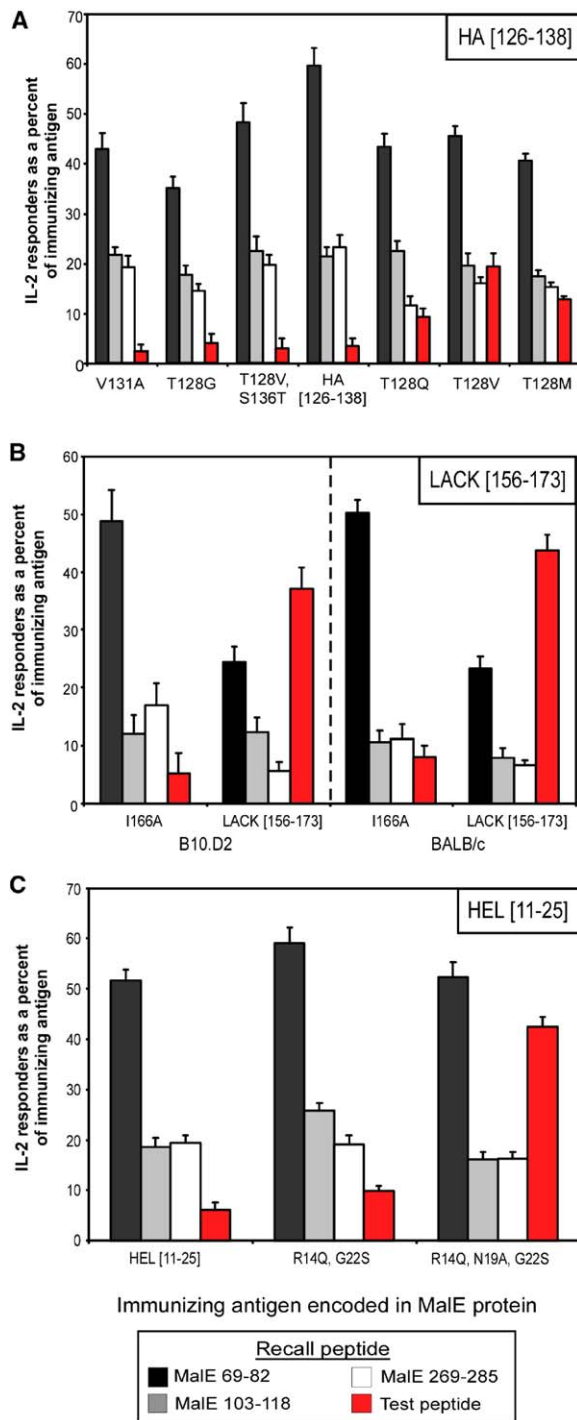 A
HA [126-138]
IL-2 responders as a percent
of immunizing antigen
70
60
50
40
30
20
10
0
V131A
T128G
T128V,
S136T
HA
[126-138]
T128Q
T128V
T128M
B
LACK [156-173]
IL-2 responders as a percent
of immunizing antigen
60
50
40
30
20
10
0
I166A
LACK [156-173]
I166A
LACK [156-173]
B10.D2
BALB/c
C
HEL [11-25]
IL-2 responders as a percent
of immunizing antigen
70
60
50
40
30
20
10
0
HEL [11-25]
R14Q, G22S
R14Q, N19A, G22S
Immunizing antigen encoded in MalE protein
Recall peptide
MalE 69-82
MalE 269-285
MalE 103-118
Test peptide